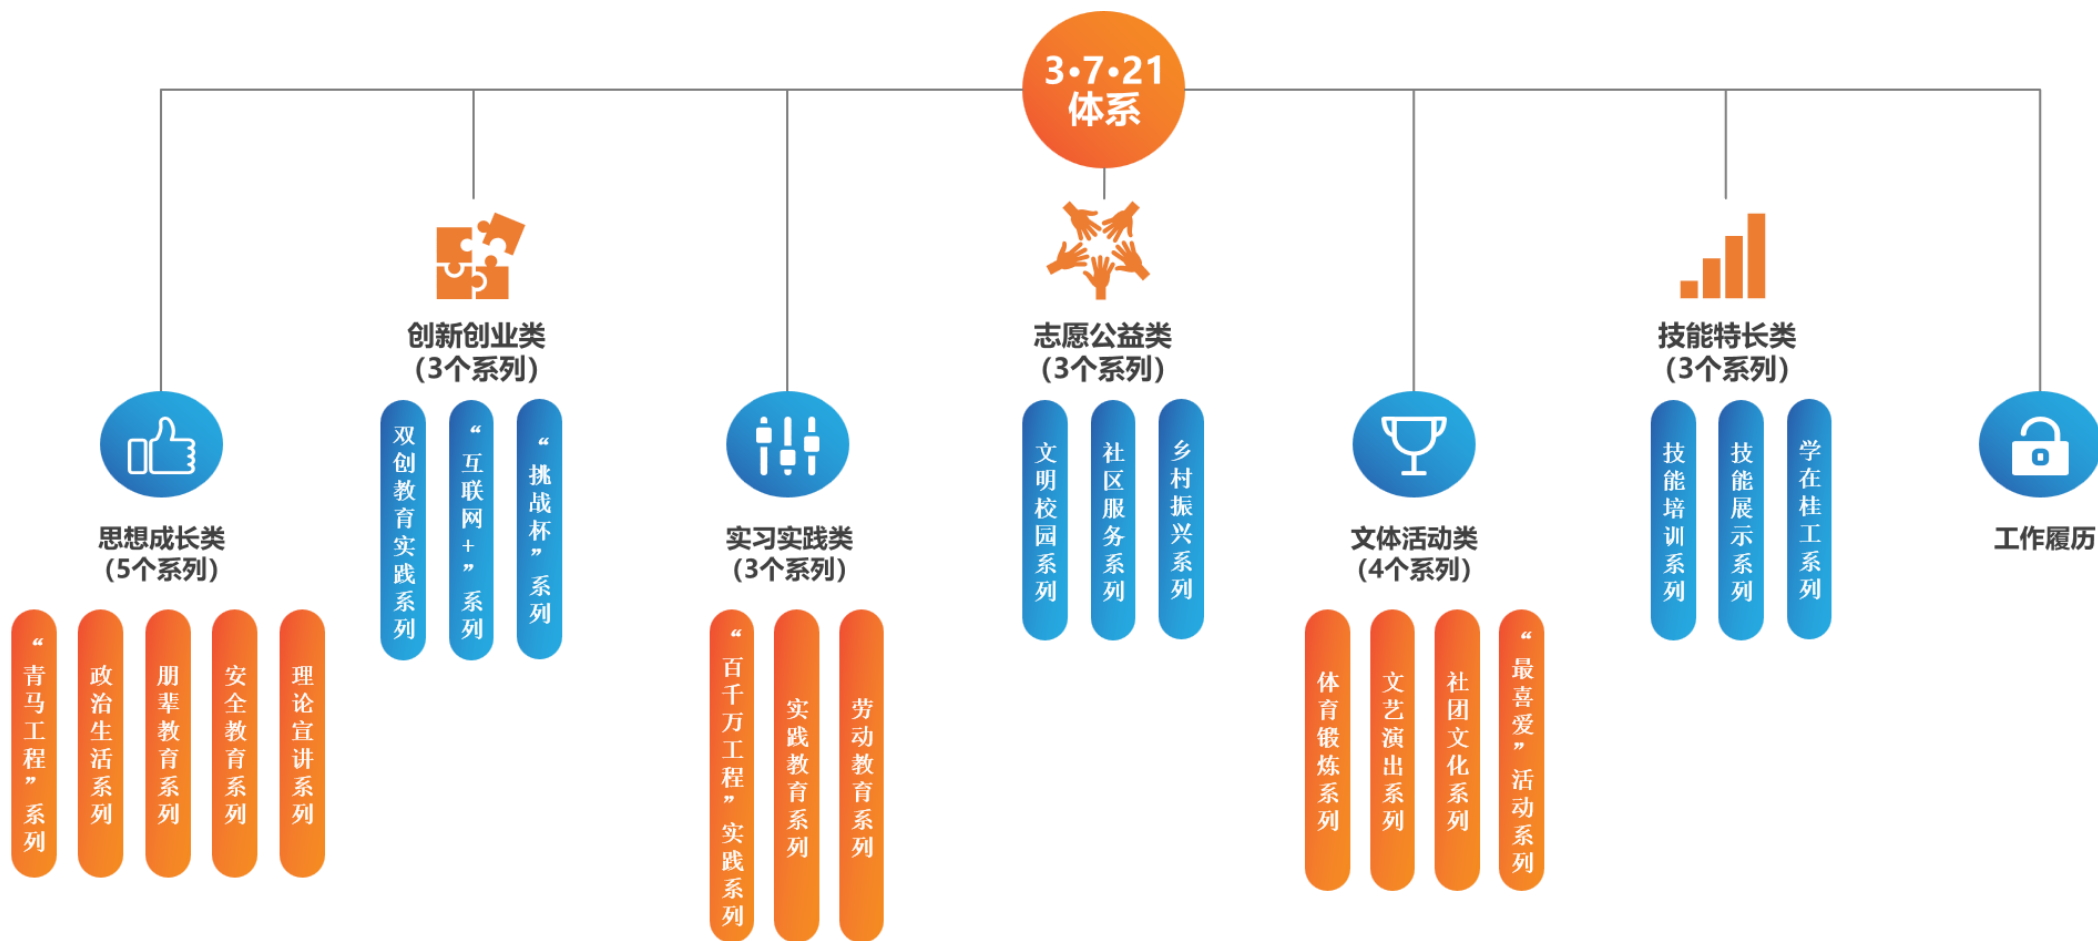 3•7•21
体系
思想成长类
（5个系列）
“青马工程”系列
政治生活系列
朋辈教育系列
安全教育系列
理论宣讲系列
创新创业类
（3个系列）
双创教育实践系列
“互联网+”系列
“挑战杯”系列
实习实践类
（3个系列）
“百千万工程”实践系列
实践教育系列
劳动教育系列
志愿公益类
（3个系列）
文明校园系列
社区服务系列
乡村振兴系列
文体活动类
（4个系列）
体育锻炼系列
文艺演出系列
社团文化系列
“最喜爱”活动系列
技能特长类
（3个系列）
技能培训系列
技能展示系列
学在桂工系列
工作履历